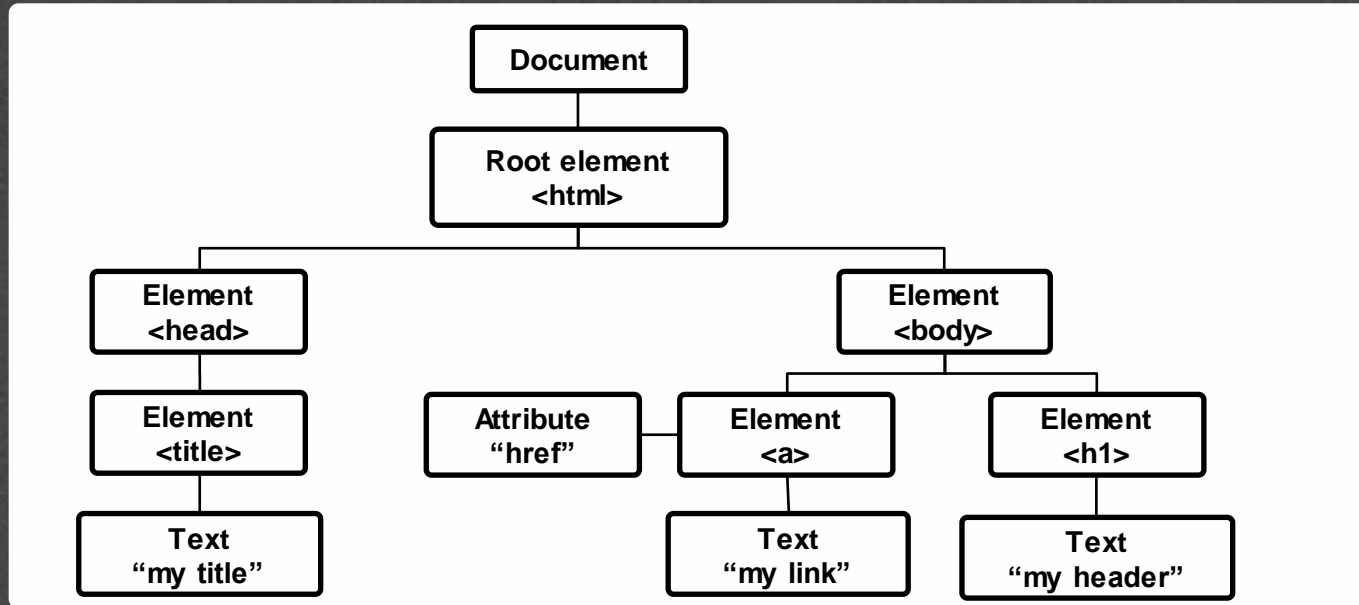 Document
Root element
<html>
Element
<head>
Element
<body>
Element
<title>
Attribute
“href”
Element
<a>
Element
<h1>
Text
“my title”
Text
“my link”
Text
“my header”